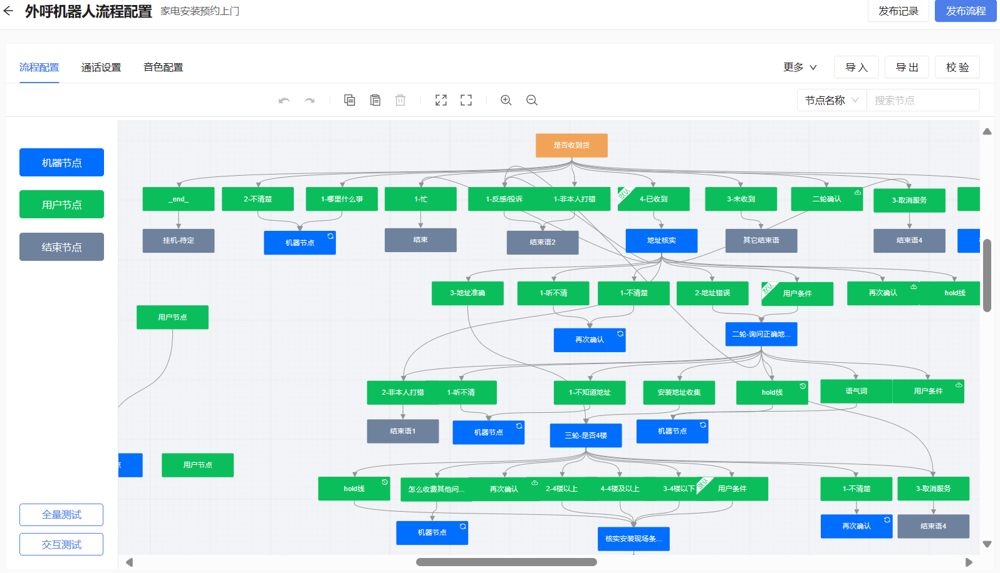 外呼机器人流程配置 家电安装预约上门
发布记录 发布流程
流程配置 通话设置 音色配置
更多 导入 导出 校验
节点名称 搜索节点
机器节点
用户节点
结束节点
全量测试
交互测试
是否收到货
_end_ 2-不清楚 1-哪里什么事 1-忙 1-反感/投诉 1-非本人打错 默认 4-已收到 3-未收到 二轮确认 3-取消服务
挂机-待定 机器节点 结束 结束语2 地址核实 其它结束语 结束语4
3-地址准确 1-听不清 1-不清楚 2-地址错误 默认 用户条件 再次确认 hold线
用户节点
再次确认 二轮-询问正确地...
2-非本人打错 1-听不清 1-不知道地址 安装地址收集 hold线 语气词 用户条件
结束语1 机器节点 三轮-是否4楼 机器节点
用户节点
hold线 怎么收费其他问... 再次确认 2-4楼以上 4-4楼及以上 3-4楼以下 默认 用户条件 1-不清楚 3-取消服务
机器节点 核实安装现场条... 再次确认 结束语4